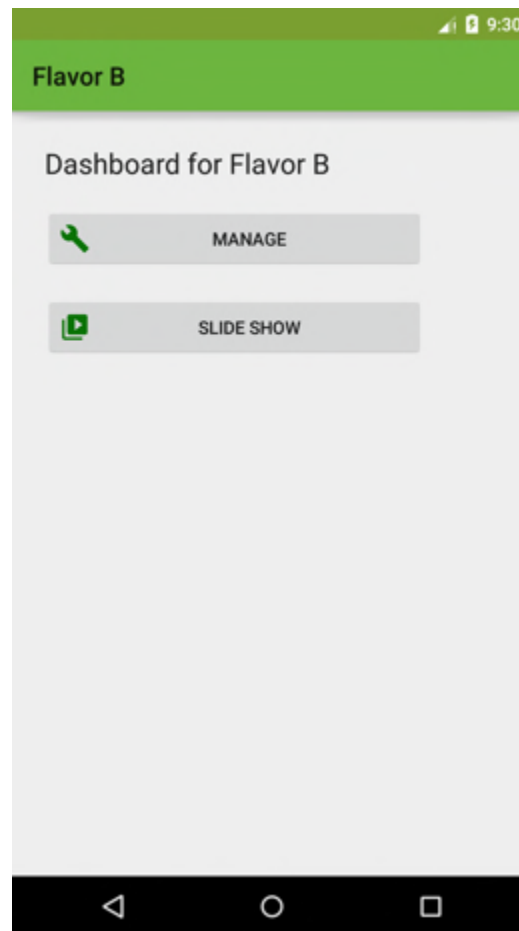 9:30
Flavor B
Dashboard for Flavor B
MANAGE
SLIDE SHOW